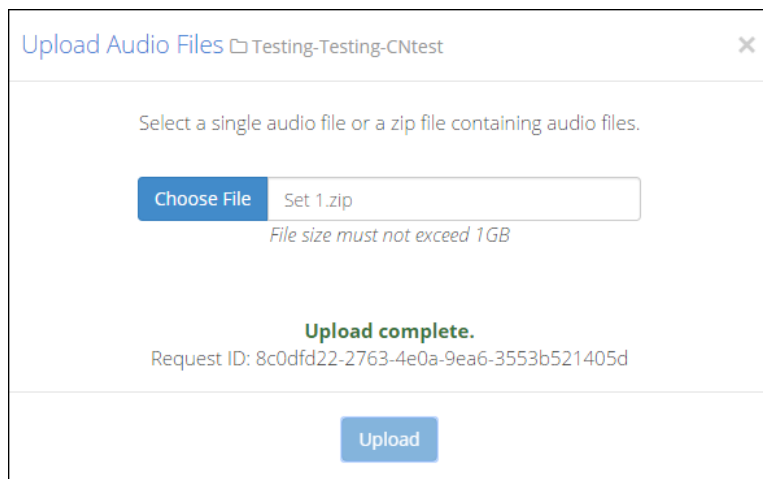 Upload Audio Files Testing-Testing-CNtest
Select a single audio file or a zip file containing audio files.
Choose File Set 1.zip
File size must not exceed 1GB
Upload complete.
Request ID: 8c0dfd22-2763-4e0a-9ea6-3553b521405d
Upload